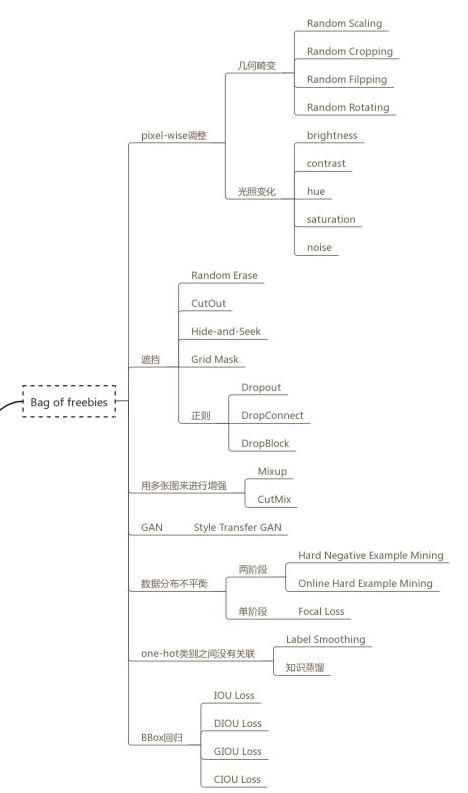 Bag of freebies
pixel-wise调整
几何畸变
Random Scaling
Random Cropping
Random Filpping
Random Rotating
光照变化
brightness
contrast
hue
saturation
noise
遮挡
Random Erase
CutOut
Hide-and-Seek
Grid Mask
正则
Dropout
DropConnect
DropBlock
用多张图来进行增强
Mixup
CutMix
GAN
Style Transfer GAN
数据分布不平衡
两阶段
Hard Negative Example Mining
Online Hard Example Mining
单阶段
Focal Loss
one-hot类别之间没有关联
Label Smoothing
知识蒸馏
BBox回归
IOU Loss
DIOU Loss
GIOU Loss
CIOU Loss